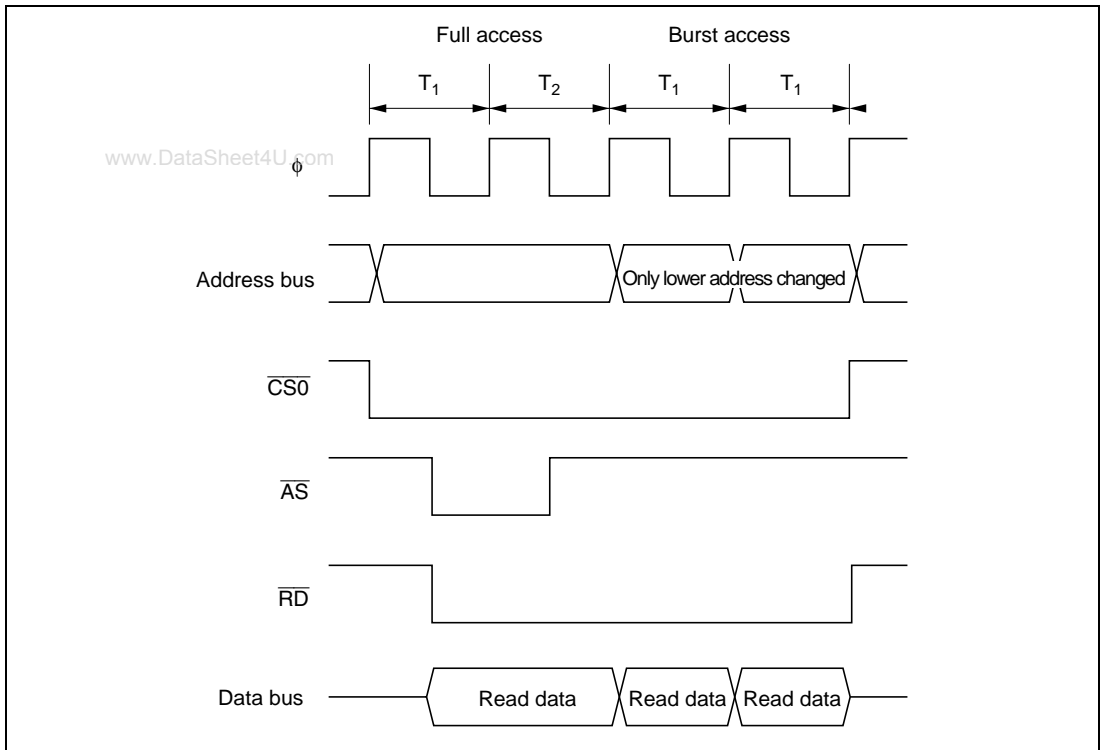 Full access Burst access
T1 T2 T1 T1
www.DataSheet4U.com
ϕ
Address bus Only lower address changed
CS0
AS
RD
Data bus Read data Read data Read data